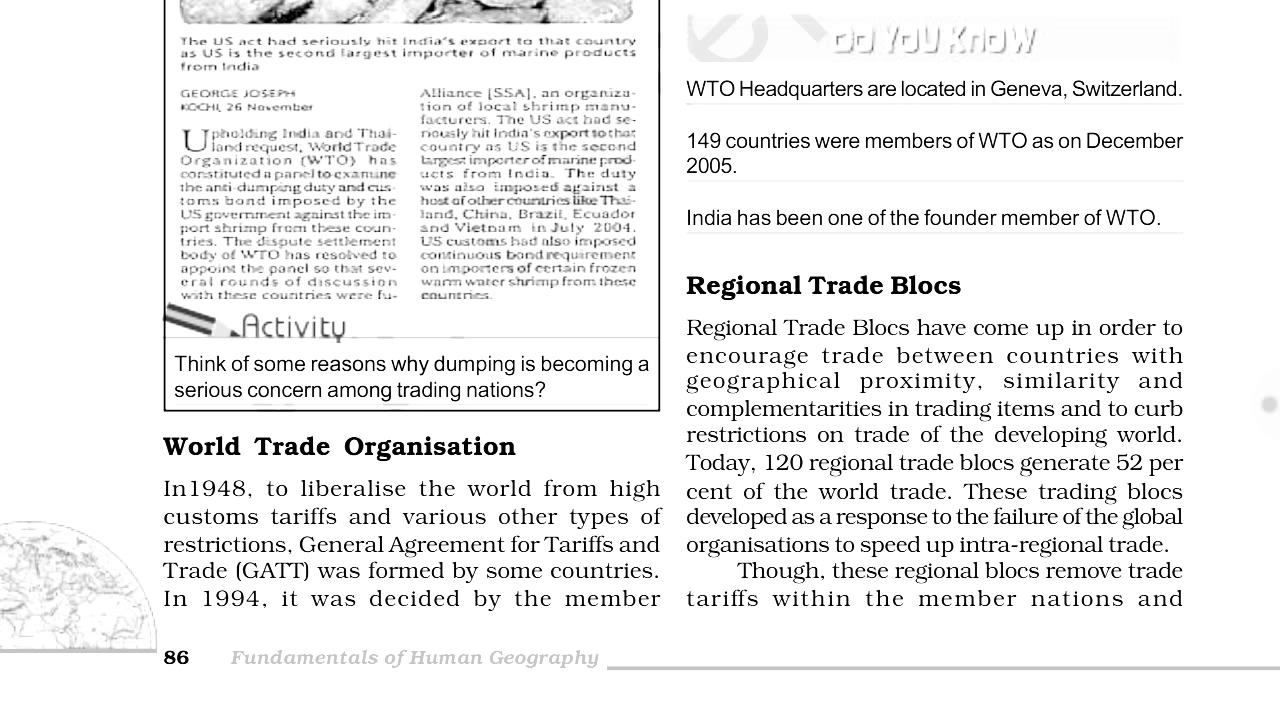 The US act had seriously hit India's export to that country
as US is the second largest importer of marine products
from India
GEORGE JOSEPH
KOCHI, 26 November
Upholding India and Thai-
land request, World Trade
Organization (WTO) has
constituted a panel to examine
the anti-dumping duty and cus-
toms bond imposed by the
US government against the im-
port shrimp from these coun-
tries. The dispute settlement
body of WTO has resolved to
appoint the panel so that sev-
eral rounds of discussion
with these countries were fu-
Alliance [SSA], an organiza-
tion of local shrimp manu-
facturers. The US act had se-
riously hit India's export to that
country as US is the second
largest importer of marine prod-
ucts from India. The duty
was also imposed against a
host of other countries like Thai-
land, China, Brazil, Ecuador
and Vietnam in July 2004.
US customs had also imposed
continuous bond requirement
on importers of certain frozen
warm water shrimp from these
countries.
Activity
Think of some reasons why dumping is becoming a
serious concern among trading nations?
World Trade Organisation
In1948, to liberalise the world from high
customs tariffs and various other types of
restrictions, General Agreement for Tariffs and
Trade (GATT) was formed by some countries.
In 1994, it was decided by the member
DO YOU KNOW
WTO Headquarters are located in Geneva, Switzerland.
149 countries were members of WTO as on December
2005.
India has been one of the founder member of WTO.
Regional Trade Blocs
Regional Trade Blocs have come up in order to
encourage trade between countries with
geographical proximity, similarity and
complementarities in trading items and to curb
restrictions on trade of the developing world.
Today, 120 regional trade blocs generate 52 per
cent of the world trade. These trading blocs
developed as a response to the failure of the global
organisations to speed up intra-regional trade.
Though, these regional blocs remove trade
tariffs within the member nations and
86 Fundamentals of Human Geography